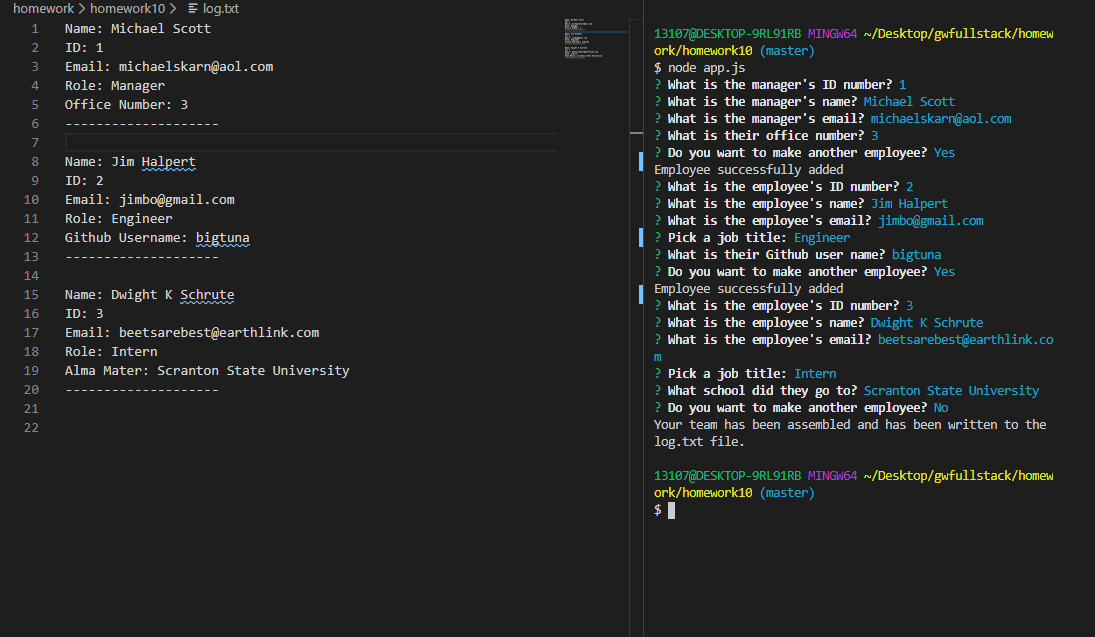 homework > homework10 > log.txt
1 Name: Michael Scott
2 ID: 1
3 Email: michaelskarn@aol.com
4 Role: Manager
5 Office Number: 3
6 --------------------
7
8 Name: Jim Halpert
9 ID: 2
10 Email: jimbo@gmail.com
11 Role: Engineer
12 Github Username: bigtuna
13 --------------------
14
15 Name: Dwight K Schrute
16 ID: 3
17 Email: beetsarebest@earthlink.com
18 Role: Intern
19 Alma Mater: Scranton State University
20 --------------------
21
22
13107@DESKTOP-9RL91RB MINGW64 ~/Desktop/gwfullstack/homew
ork/homework10 (master)
$ node app.js
? What is the manager's ID number? 1
? What is the manager's name? Michael Scott
? What is the manager's email? michaelskarn@aol.com
? What is their office number? 3
? Do you want to make another employee? Yes
Employee successfully added
? What is the employee's ID number? 2
? What is the employee's name? Jim Halpert
? What is the employee's email? jimbo@gmail.com
? Pick a job title: Engineer
? What is their Github user name? bigtuna
? Do you want to make another employee? Yes
Employee successfully added
? What is the employee's ID number? 3
? What is the employee's name? Dwight K Schrute
? What is the employee's email? beetsarebest@earthlink.co
m
? Pick a job title: Intern
? What school did they go to? Scranton State University
? Do you want to make another employee? No
Your team has been assembled and has been written to the
log.txt file.
13107@DESKTOP-9RL91RB MINGW64 ~/Desktop/gwfullstack/homew
ork/homework10 (master)
$